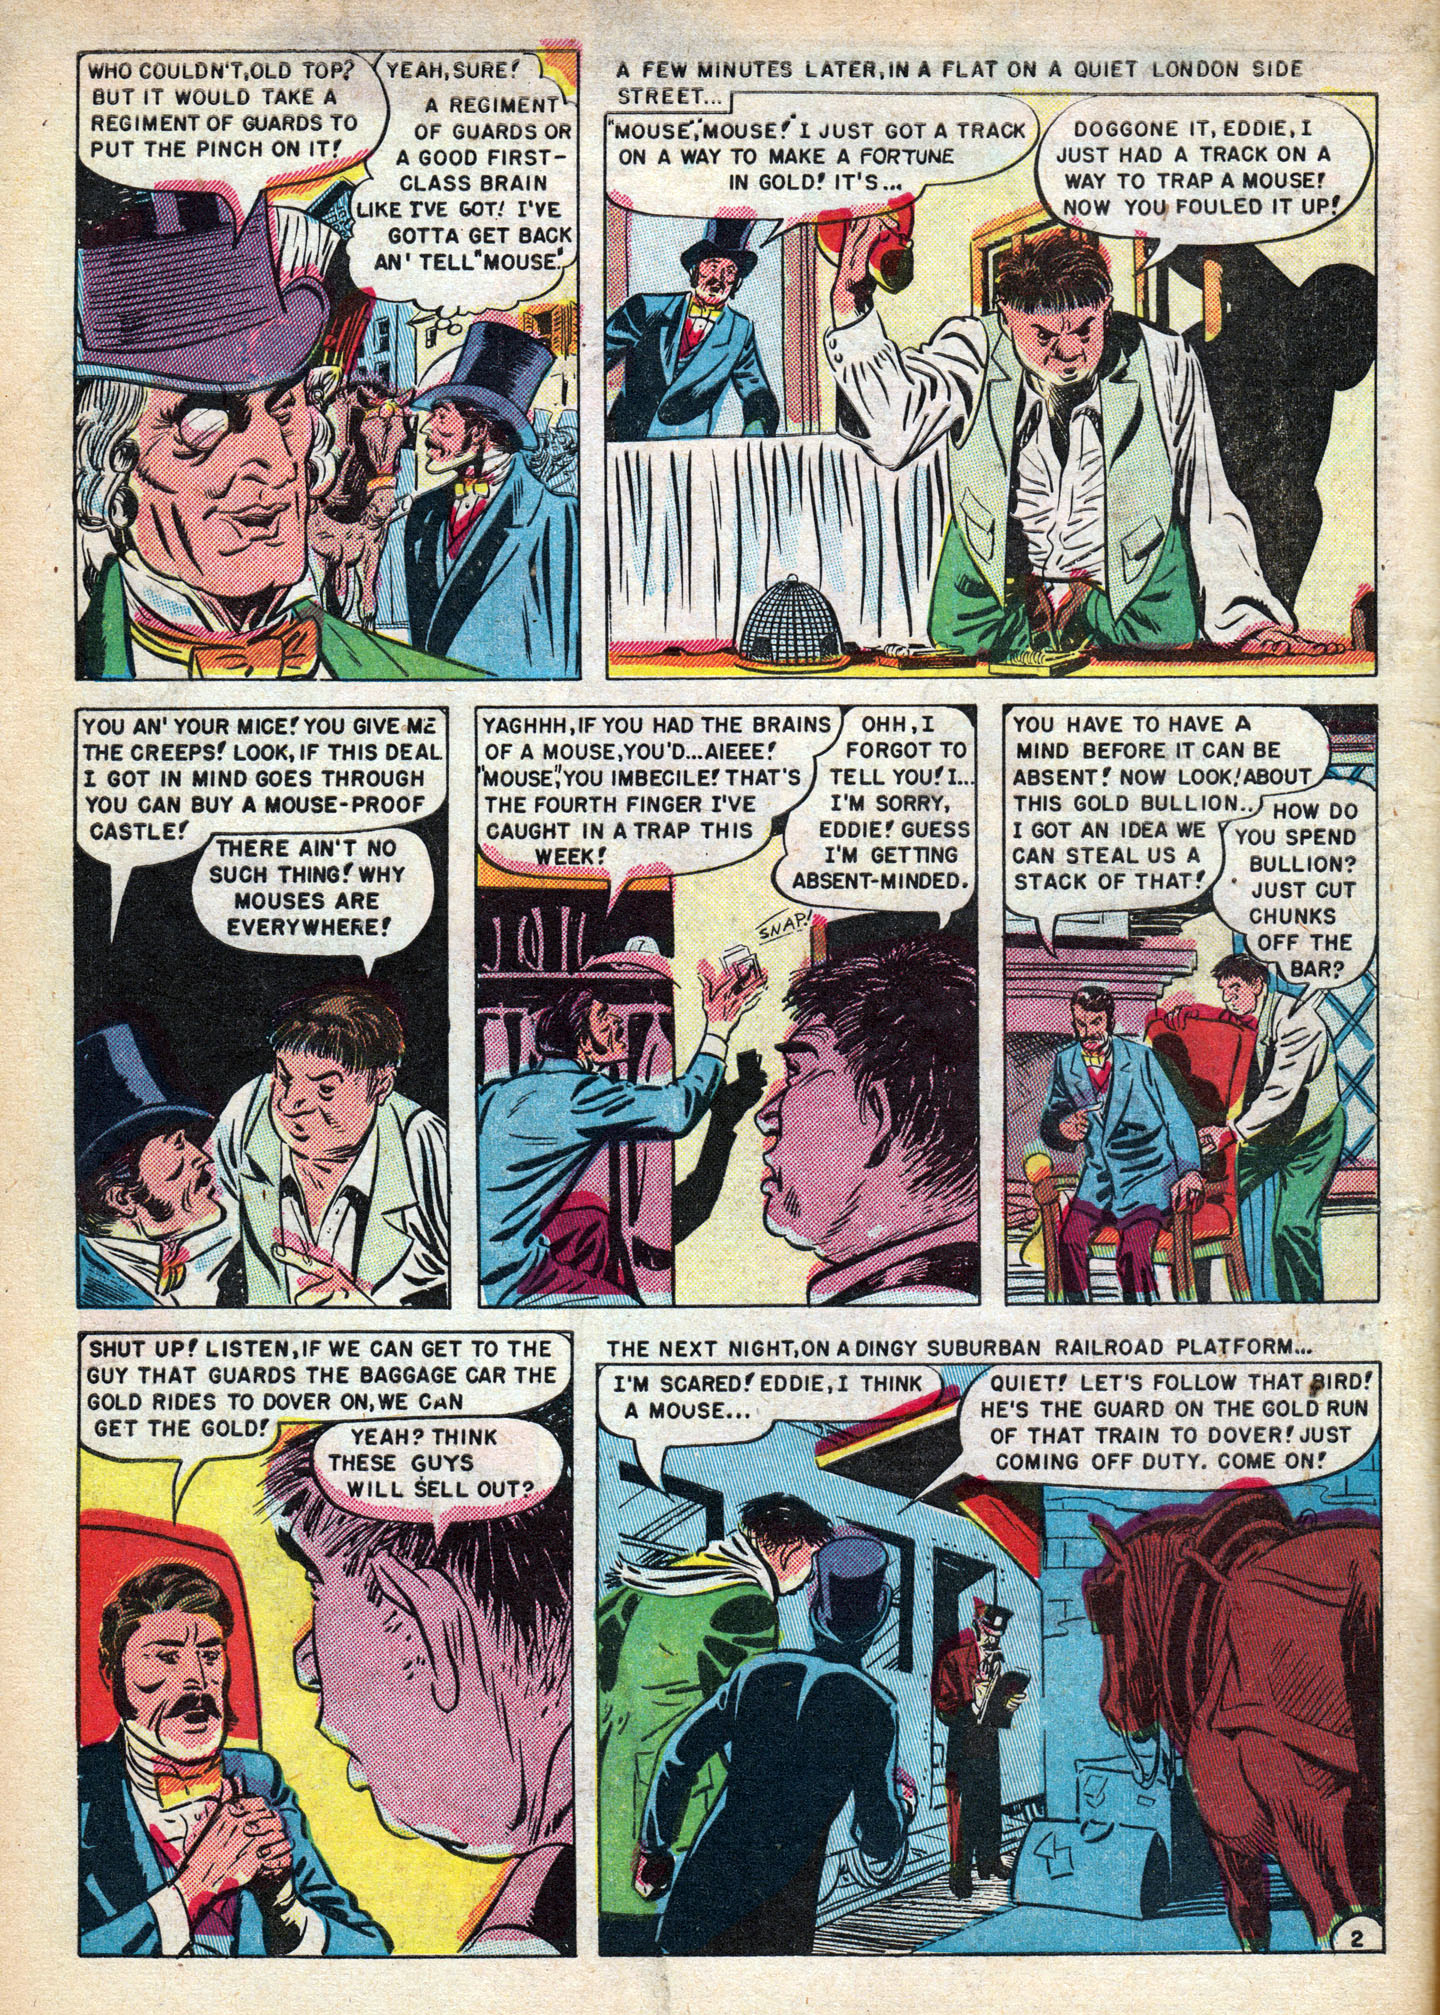 WHO COULDN'T, OLD TOP?
BUT IT WOULD TAKE A
REGIMENT OF GUARDS TO
PUT THE PINCH ON IT!
YEAH, SURE!
A REGIMENT
OF GUARDS OR
A GOOD FIRST-
CLASS BRAIN
LIKE I'VE GOT! I'VE
GOTTA GET BACK
AN' TELL "MOUSE."
A FEW MINUTES LATER, IN A FLAT ON A QUIET LONDON SIDE
STREET...
"MOUSE," "MOUSE!" I JUST GOT A TRACK
ON A WAY TO MAKE A FORTUNE
IN GOLD! IT'S...
DOGGONE IT, EDDIE, I
JUST HAD A TRACK ON A
WAY TO TRAP A MOUSE!
NOW YOU FOULED IT UP!
YOU AN' YOUR MICE! YOU GIVE ME
THE CREEPS! LOOK, IF THIS DEAL
I GOT IN MIND GOES THROUGH
YOU CAN BUY A MOUSE-PROOF
CASTLE!
THERE AIN'T NO
SUCH THING! WHY
MOUSES ARE
EVERYWHERE!
YAGHHH, IF YOU HAD THE BRAINS
OF A MOUSE, YOU'D...AIEEE!
"MOUSE", YOU IMBECILE! THAT'S
THE FOURTH FINGER I'VE
CAUGHT IN A TRAP THIS
WEEK!
SNAP!
OHH, I
FORGOT TO
TELL YOU! I...
I'M SORRY,
EDDIE! GUESS
I'M GETTING
ABSENT-MINDED.
YOU HAVE TO HAVE A
MIND BEFORE IT CAN BE
ABSENT! NOW LOOK! ABOUT
THIS GOLD BULLION...
I GOT AN IDEA WE
CAN STEAL US A
STACK OF THAT!
HOW DO
YOU SPEND
BULLION?
JUST CUT
CHUNKS
OFF THE
BAR?
SHUT UP! LISTEN, IF WE CAN GET TO THE
GUY THAT GUARDS THE BAGGAGE CAR THE
GOLD RIDES TO DOVER ON, WE CAN
GET THE GOLD!
YEAH? THINK
THESE GUYS
WILL SELL OUT?
THE NEXT NIGHT, ON A DINGY SUBURBAN RAILROAD PLATFORM...
I'M SCARED! EDDIE, I THINK
A MOUSE...
QUIET! LET'S FOLLOW THAT BIRD!
HE'S THE GUARD ON THE GOLD RUN
OF THAT TRAIN TO DOVER! JUST
COMING OFF DUTY. COME ON!
2